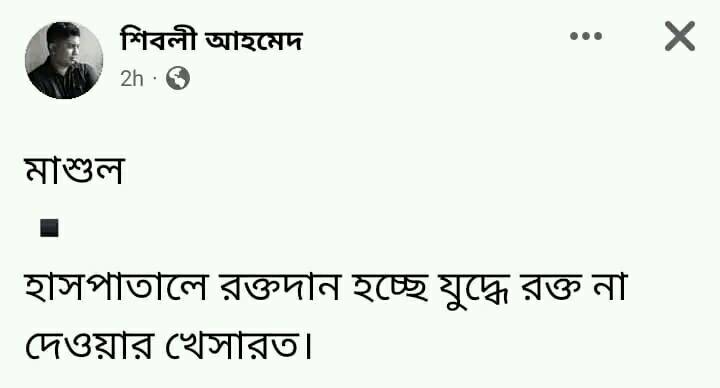 শিবলী আহমেদ
2h ·
মাশুল
হাসপাতালে রক্তদান হচ্ছে যুদ্ধে রক্ত না
দেওয়ার খেসারত।